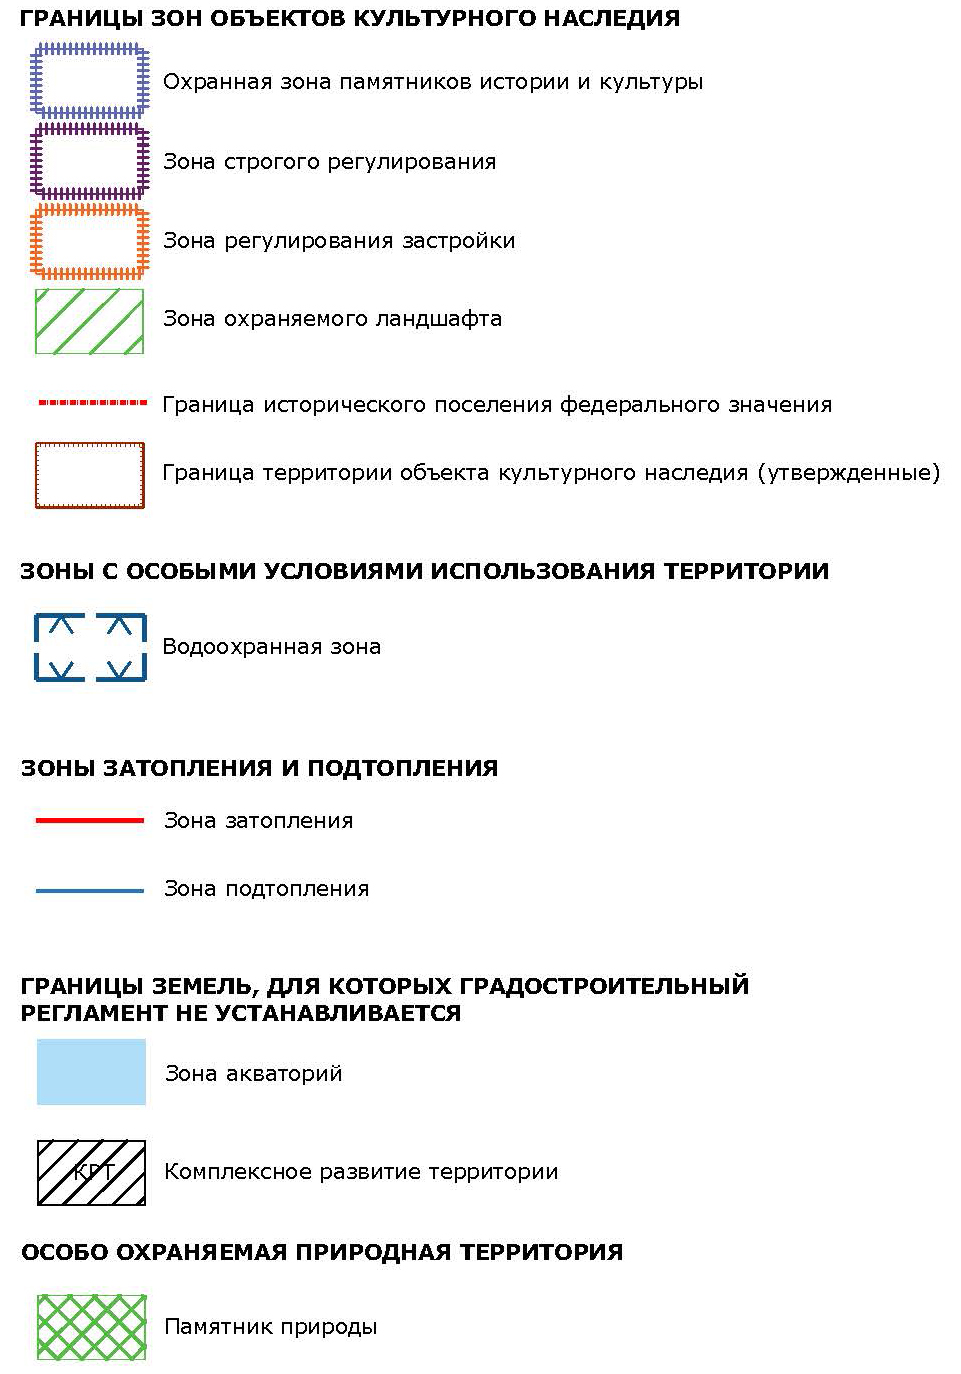 ГРАНИЦЫ ЗОН ОБЪЕКТОВ КУЛЬТУРНОГО НАСЛЕДИЯ
Охранная зона памятников истории и культуры
Зона строгого регулирования
Зона регулирования застройки
Зона охраняемого ландшафта
Граница исторического поселения федерального значения
Граница территории объекта культурного наследия (утвержденные)
ЗОНЫ С ОСОБЫМИ УСЛОВИЯМИ ИСПОЛЬЗОВАНИЯ ТЕРРИТОРИИ
Водоохранная зона
ЗОНЫ ЗАТОПЛЕНИЯ И ПОДТОПЛЕНИЯ
Зона затопления
Зона подтопления
ГРАНИЦЫ ЗЕМЕЛЬ, ДЛЯ КОТОРЫХ ГРАДОСТРОИТЕЛЬНЫЙ
РЕГЛАМЕНТ НЕ УСТАНАВЛИВАЕТСЯ
Зона акваторий
КРТ Комплексное развитие территории
ОСОБО ОХРАНЯЕМАЯ ПРИРОДНАЯ ТЕРРИТОРИЯ
Памятник природы